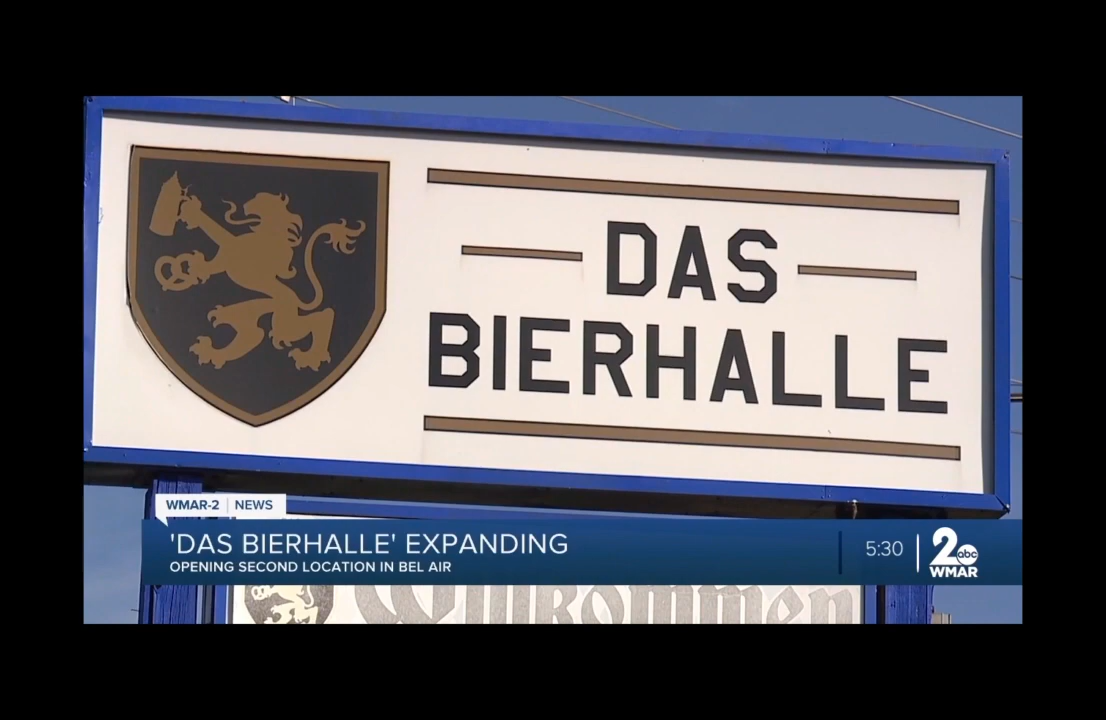 DAS
BIERHALLE
WMAR-2 NEWS
'DAS BIERHALLE' EXPANDING
OPENING SECOND LOCATION IN BEL AIR
5:30
2 abc
WMAR
Willkommen